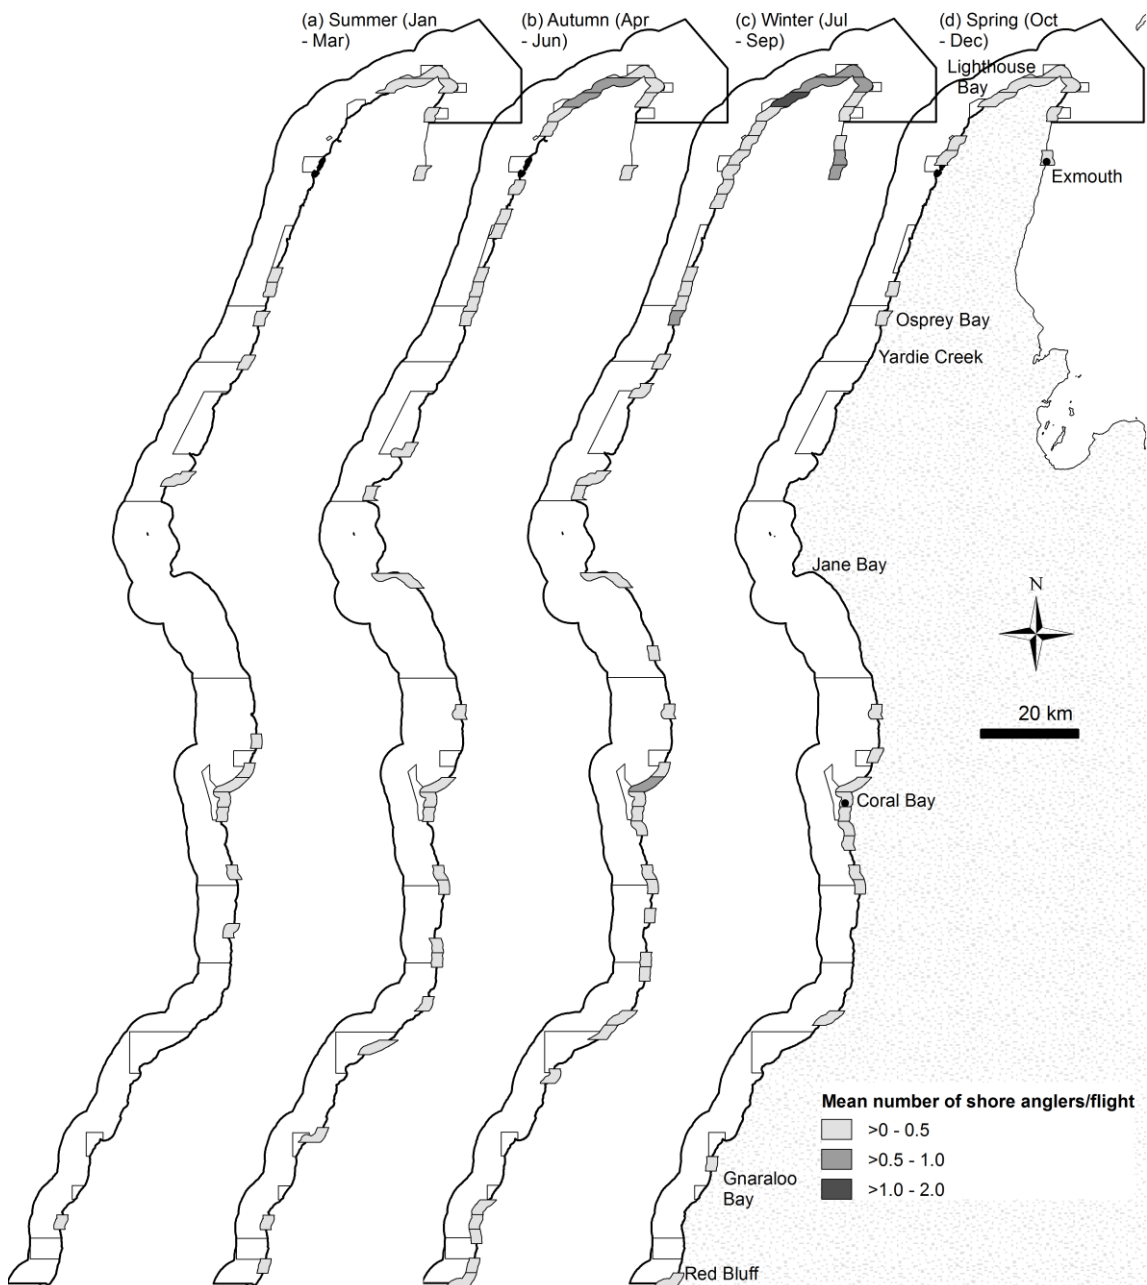 (a) Summer (Jan
- Mar)
(b) Autumn (Apr
- Jun)
(c) Winter (Jul
- Sep)
(d) Spring (Oct
- Dec)
Lighthouse
Bay
Exmouth
Osprey Bay
Yardie Creek
Jane Bay
N
20 km
Coral Bay
Mean number of shore anglers/flight
>0 - 0.5
>0.5 - 1.0
>1.0 - 2.0
Gnaraloo
Bay
Red Bluff